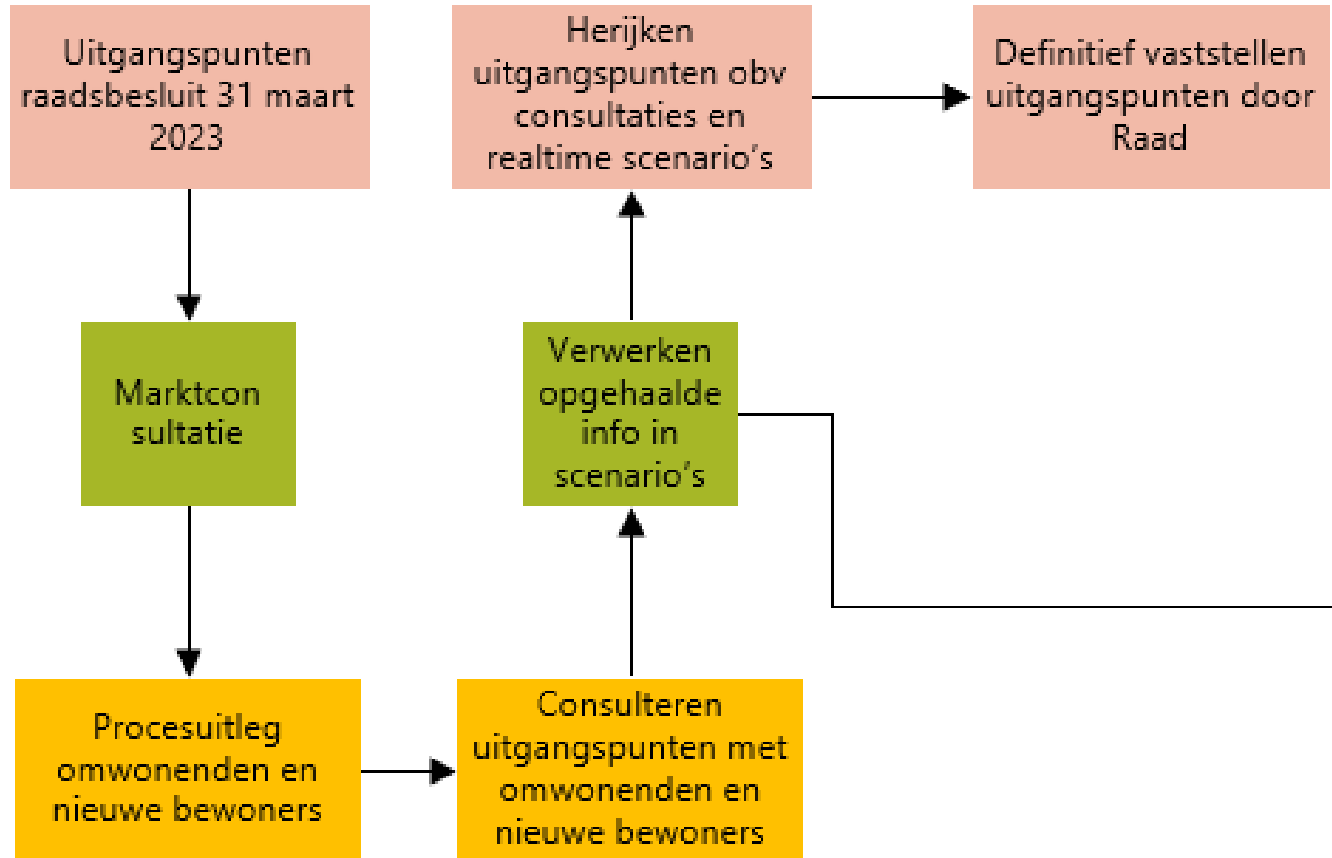 Uitgangspunten
raadsbesluit 31 maart
2023
Herijken
uitgangspunten obv
consultaties en
realtime scenario's
Definitief vaststellen
uitgangspunten door
Raad
Marktcon
sultatie
Verwerken
opgehaalde
info in
scenario's
Procesuitleg
omwonenden en
nieuwe bewoners
Consulteren
uitgangspunten met
omwonenden en
nieuwe bewoners